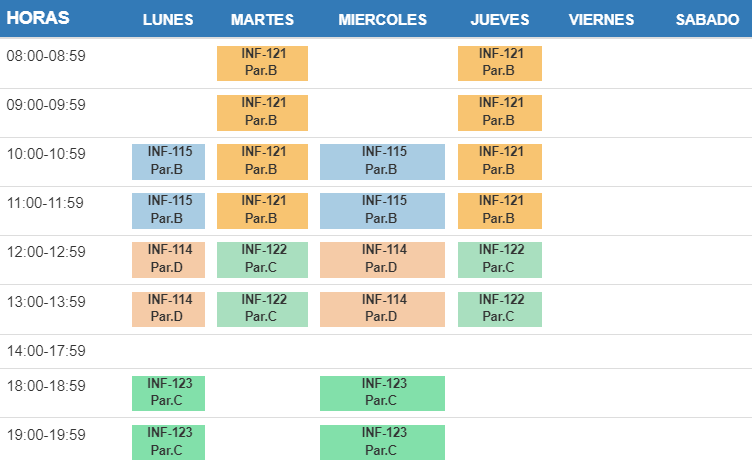 HORAS LUNES MARTES MIERCOLES JUEVES VIERNES SABADO
08:00-08:59 INF-121 INF-121
Par.B Par.B
09:00-09:59 INF-121 INF-121
Par.B Par.B
10:00-10:59 INF-115 INF-121 INF-115 INF-121
Par.B Par.B Par.B Par.B
11:00-11:59 INF-115 INF-121 INF-115 INF-121
Par.B Par.B Par.B Par.B
12:00-12:59 INF-114 INF-122 INF-114 INF-122
Par.D Par.C Par.D Par.C
13:00-13:59 INF-114 INF-122 INF-114 INF-122
Par.D Par.C Par.D Par.C
14:00-17:59
18:00-18:59 INF-123 INF-123
Par.C Par.C
19:00-19:59 INF-123 INF-123
Par.C Par.C